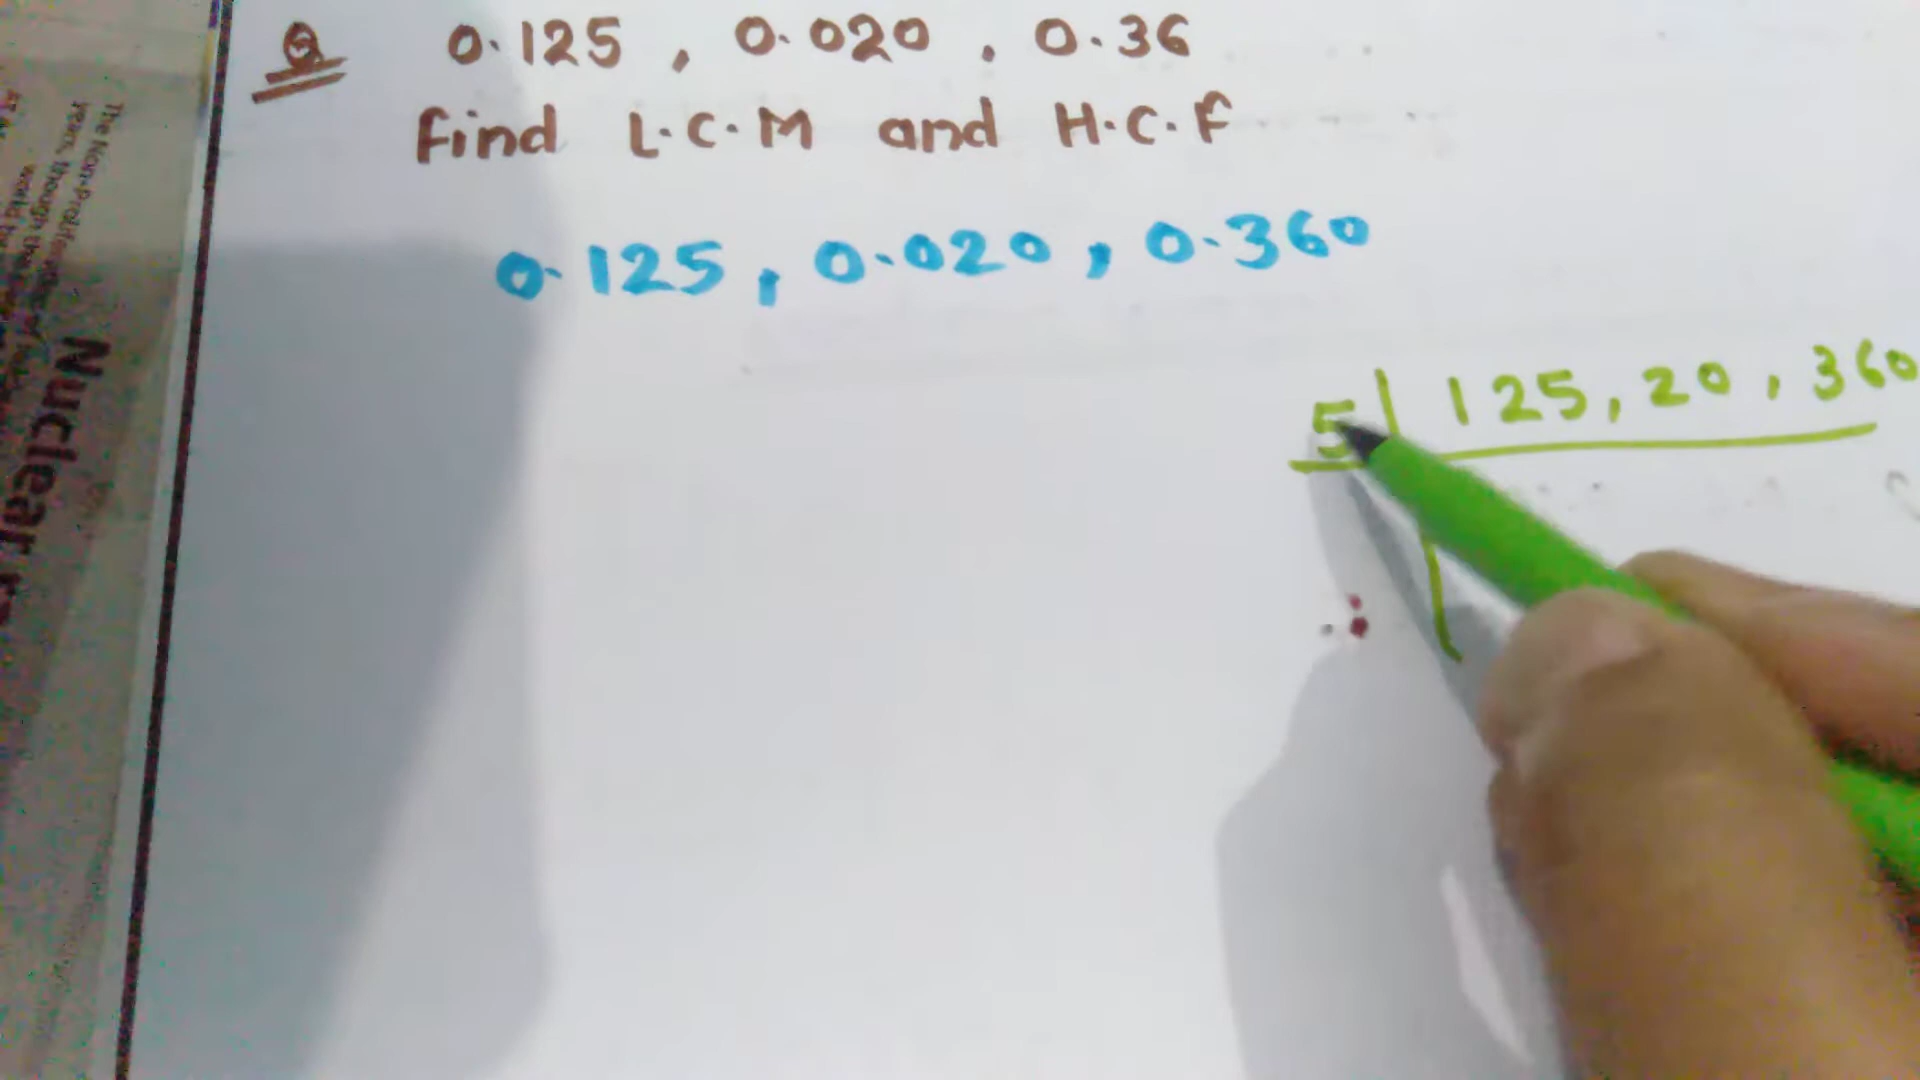 Q 0.125, 0.020, 0.36
Find L.C.M and H.C.F
0.125, 0.020, 0.360
5 | 125, 20, 360
Nuclear